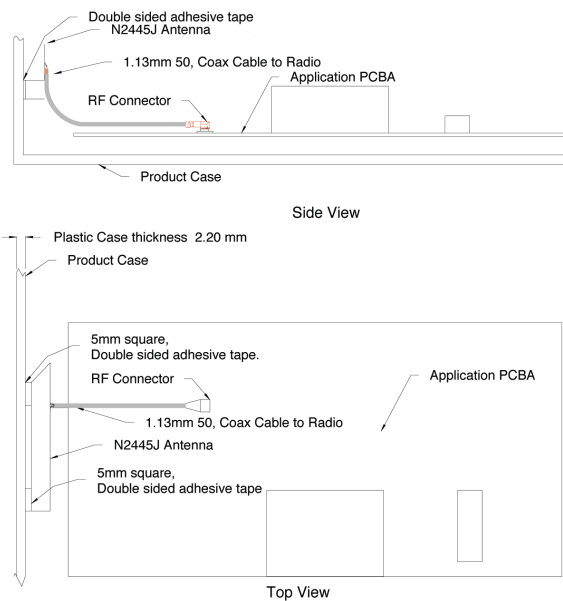 Double sided adhesive tape
N2445J Antenna
1.13mm 50, Coax Cable to Radio
Application PCBA
RF Connector
Product Case
Side View
Plastic Case thickness 2.20 mm
Product Case
5mm square,
Double sided adhesive tape.
RF Connector
Application PCBA
1.13mm 50, Coax Cable to Radio
N2445J Antenna
5mm square,
Double sided adhesive tape
Top View